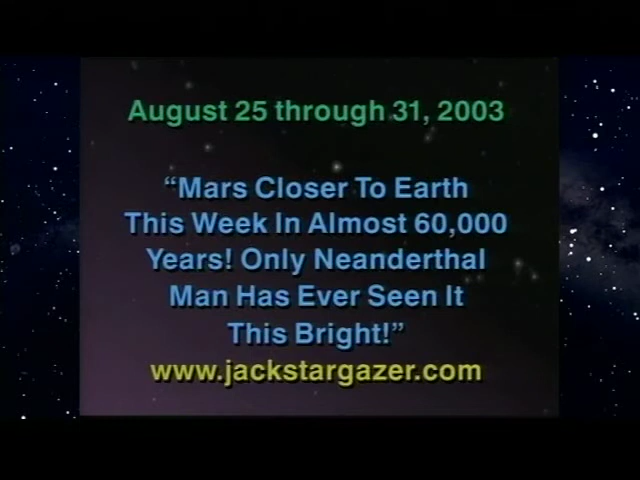 August 25 through 31, 2003
“Mars Closer To Earth
This Week In Almost 60,000
Years! Only Neanderthal
Man Has Ever Seen It
This Bright!”
www.jackstargazer.com